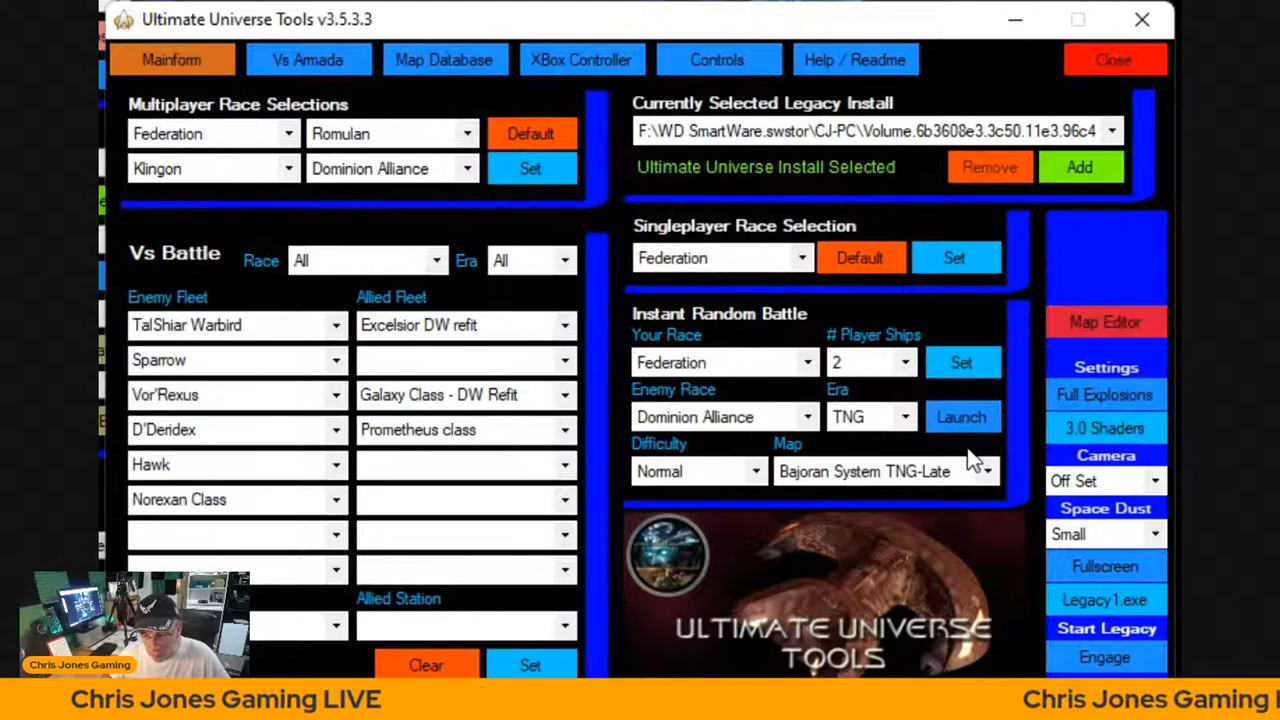 Ultimate Universe Tools v3.5.3.3
Mainform
Vs Armada
Map Database
XBox Controller
Controls
Help / Readme
Close
Multiplayer Race Selections
Federation
Romulan
Default
Klingon
Dominion Alliance
Set
Currently Selected Legacy Install
F:\WD SmartWare.swstor\CJ-PC\Volume.6b3608e3.3c50.11e3.96c4
Ultimate Universe Install Selected
Remove
Add
Singleplayer Race Selection
Federation
Default
Set
Vs Battle
Race
All
Era
All
Enemy Fleet
Allied Fleet
TalShiar Warbird
Excelsior DW refit
Sparrow
Vor'Rexus
Galaxy Class - DW Refit
D'Deridex
Prometheus class
Hawk
Norexan Class
Allied Station
Clear
Set
Instant Random Battle
Your Race
# Player Ships
Federation
2
Set
Enemy Race
Era
Dominion Alliance
TNG
Launch
Difficulty
Map
Normal
Bajoran System TNG-Late
ULTIMATE UNIVERSE
TOOLS
Map Editor
Settings
Full Explosions
3.0 Shaders
Camera
Off Set
Space Dust
Small
Fullscreen
Legacy1.exe
Start Legacy
Engage
Chris Jones Gaming
Chris Jones Gaming LIVE
Chris Jones Gaming L